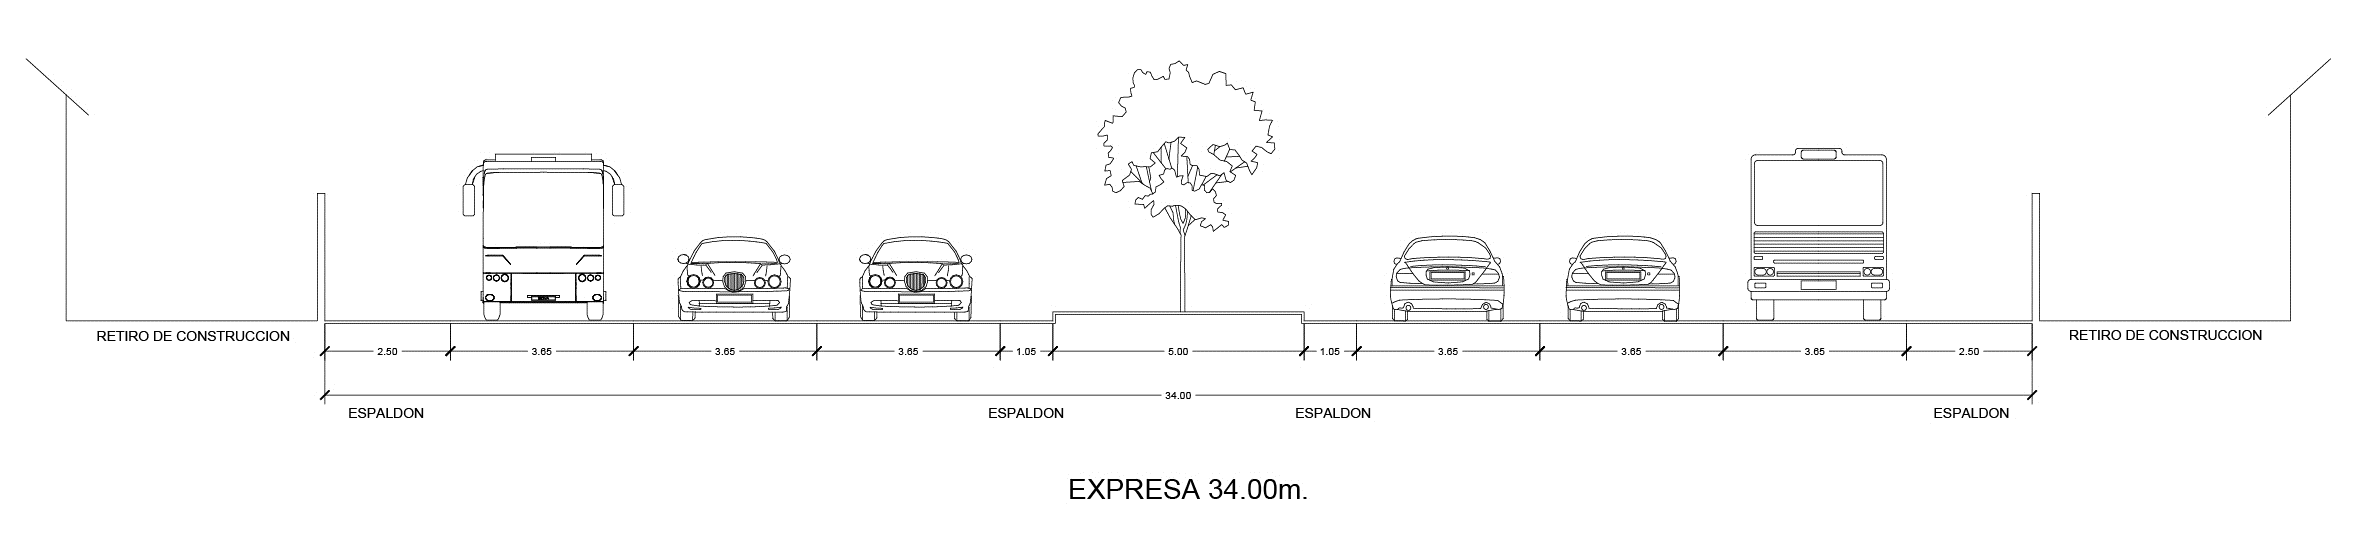 RETIRO DE CONSTRUCCION
RETIRO DE CONSTRUCCION
2.50 3.65 3.65 3.65 1.05 5.00 1.05 3.65 3.65 3.65 2.50
34.00
ESPALDON ESPALDON ESPALDON ESPALDON
EXPRESA 34.00m.